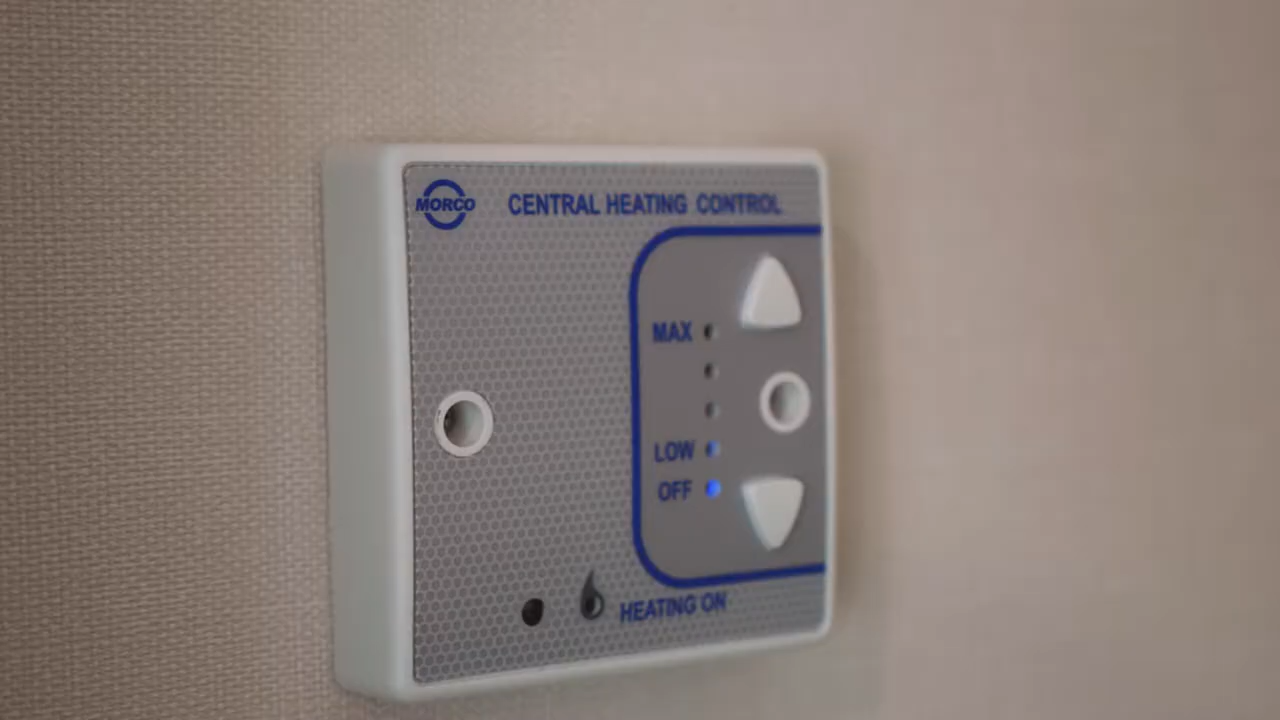 MORCO
CENTRAL HEATING CONTROL
MAX
LOW
OFF
HEATING ON